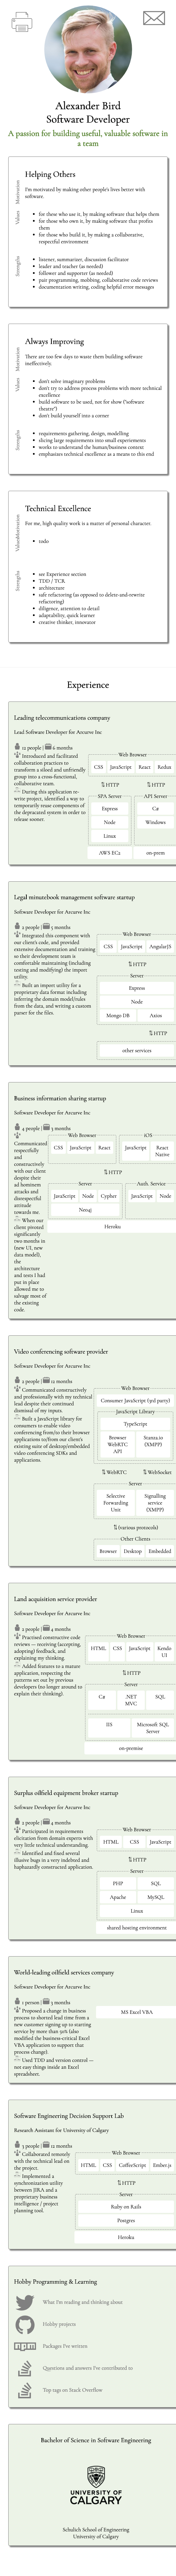 Alexander Bird
Software Developer
A passion for building useful, valuable software in
a team
Helping Others
Motivation
I'm motivated by making other people's lives better with
software.
Values
for those who use it, by making software that helps them
for those who own it, by making software that profits
them
for those who build it, by making a collaborative,
respectful environment
Strengths
listener, summarizer, discussion facilitator
leader and teacher (as needed)
follower and supporter (as needed)
pair programming, mobbing, collaborative code reviews
documentation writing, coding helpful error messages
Always Improving
Motivation
There are too few days to waste them building software
ineffectively.
Values
don't solve imaginary problems
don't try to address process problems with more technical
excellence
build software to be used, not for show ("software
theatre")
don't build yourself into a corner
Strengths
requirements gathering, design, modelling
slicing large requirements into small experiments
works to understand the human/business context
emphasises technical excellence as a means to this end
Technical Excellence
Motivation
For me, high quality work is a matter of personal character.
Values
todo
Strengths
see Experience section
TDD / TCR
architecture
safe refactoring (as opposed to delete-and-rewrite
refactoring)
diligence, attention to detail
adaptability, quick learner
creative thinker, innovator
Experience
Leading telecommunications company
Lead Software Developer for Arcurve Inc
12 people | 6 months
Introduced and facilitated
collaboration practices to
transform a siloed and unfriendly
group into a cross-functional,
collaborative team.
During this application re-
write project, identified a way to
temporarily reuse components of
the deprecated system in order to
release sooner.
Web Browser
CSS JavaScript React Redux
HTTP HTTP
SPA Server API Server
Express C#
Node Windows
Linux
AWS EC2 on-prem
Legal minutebook management software startup
Software Developer for Arcurve Inc
2 people | 5 months
Integrated this component with
our client's code, and provided
extensive documentation and training
so their development team is
comfortable maintaining (including
testing and modifying) the import
utility.
Built an import utility for a
proprietary data format including
inferring the domain model/rules
from the data, and writing a custom
parser for the files.
Web Browser
CSS JavaScript AngularJS
HTTP
Server
Express
Node
Mongo DB Axios
HTTP
other services
Business information sharing startup
Software Developer for Arcurve Inc
4 people | 3 months
Communicated
respectfully
and
constructively
with our client
despite their
ad hominem
attacks and
disrespectful
attitude
towards me.
When our
client pivoted
significantly
two months in
(new UI, new
data model),
the
architecture
and tests I had
put in place
allowed me to
salvage most of
the existing
code.
Web Browser iOS
CSS JavaScript React JavaScript React
Native
HTTP
Server Auth. Service
JavaScript Node Cypher JavaScript Node
Neo4j
Heroku
Video conferencing software provider
Software Developer for Arcurve Inc
2 people | 12 months
Communicated constructively
and professionally with my technical
lead despite their continued
dismissal of my inputs.
Built a JavaScript library for
consumers to enable video
conferencing from/to their browser
applications to/from our client's
existing suite of desktop/embedded
video conferencing SDKs and
applications.
Web Browser
Consumer JavaScript (3rd party)
JavaScript Library
TypeScript
Browser Stanza.io
WebRTC (XMPP)
API
WebRTC WebSocket
Server
Selective Signalling
Forwarding service
Unit (XMPP)
(various protocols)
Other Clients
Browser Desktop Embedded
Land acquisition service provider
Software Developer for Arcurve Inc
2 people | 4 months
Practised constructive code
reviews — receiving (accepting,
adopting) feedback, and
explaining my thinking.
Added features to a mature
application, respecting the
patterns set out by previous
developers (no longer around to
explain their thinking).
Web Browser
HTML CSS JavaScript Kendo
UI
HTTP
Server
C# .NET SQL
MVC
IIS Microsoft SQL
Server
on-premise
Surplus oilfield equipment broker startup
Software Developer for Arcurve Inc
2 people | 4 months
Participated in requirements
elicitation from domain experts with
very little technical understanding.
Identified and fixed several
illusive bugs in a very indebted and
haphazardly constructed application.
Web Browser
HTML CSS JavaScript
HTTP
Server
PHP SQL
Apache MySQL
Linux
shared hosting environment
World-leading oilfield services company
Software Developer for Arcurve Inc
1 person | 3 months
Proposed a change in business
process to shorted lead time from a
new customer signing up to starting
service by more than 50% (also
modified the business-critical Excel
VBA application to support that
process change).
Used TDD and version control —
not easy things inside an Excel
spreadsheet.
MS Excel VBA
Software Engineering Decision Support Lab
Research Assistant for University of Calgary
3 people | 12 months
Collaborated remotely
with the technical lead on
the project.
Implemented a
synchronization utility
between JIRA and a
proprietary business
intelligence / project
planning tool.
Web Browser
HTML CSS CoffeeScript Ember.js
HTTP
Server
Ruby on Rails
Postgres
Heroku
Hobby Programming & Learning
What I'm reading and thinking about
Hobby projects
npm
Packages I've written
Questions and answers I've contributed to
Top tags on Stack Overflow
Bachelor of Science in Software Engineering
UNIVERSITY OF
CALGARY
Schulich School of Engineering
University of Calgary